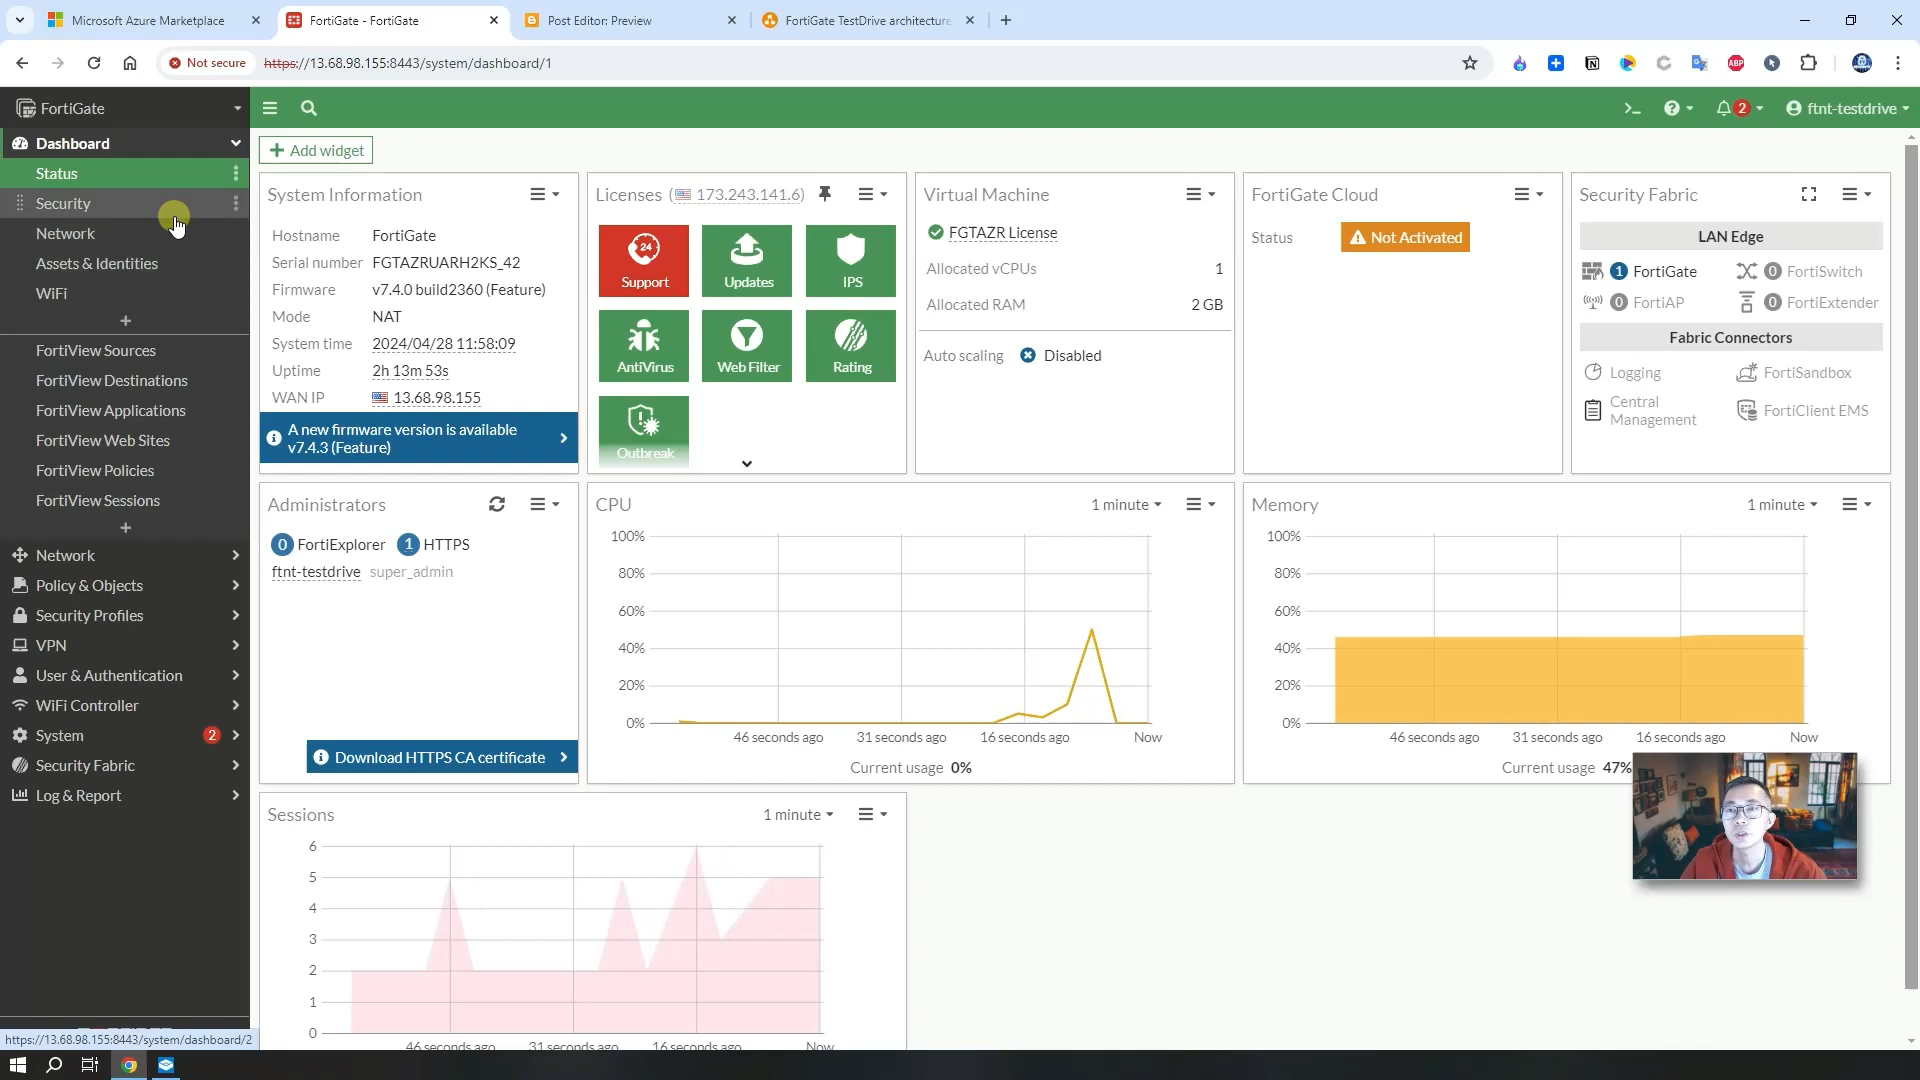 Microsoft Azure Marketplace
FortiGate - FortiGate
Post Editor: Preview
FortiGate TestDrive architecture
Not secure
https://13.68.98.155:8443/system/dashboard/1
FortiGate
ftnt-testdrive
2
Dashboard
Status
Security
Network
Assets & Identities
WiFi
FortiView Sources
FortiView Destinations
FortiView Applications
FortiView Web Sites
FortiView Policies
FortiView Sessions
Network
Policy & Objects
Security Profiles
VPN
User & Authentication
WiFi Controller
System 2
Security Fabric
Log & Report
https://13.68.98.155:8443/system/dashboard/2
Add widget
System Information
Hostname FortiGate
Serial number FGTAZRUARH2KS_42
Firmware v7.4.0 build2360 (Feature)
Mode NAT
System time 2024/04/28 11:58:09
Uptime 2h 13m 53s
WAN IP 13.68.98.155
A new firmware version is available
v7.4.3 (Feature)
Licenses (173.243.141.6)
24
Support Updates IPS
AntiVirus Web Filter Rating
Outbreak
Virtual Machine
FGTAZR License
Allocated vCPUs 1
Allocated RAM 2 GB
Auto scaling Disabled
FortiGate Cloud
Status Not Activated
Security Fabric
LAN Edge
1 FortiGate 0 FortiSwitch
0 FortiAP 0 FortiExtender
Fabric Connectors
Logging FortiSandbox
Central
Management
FortiClient EMS
Administrators
0 FortiExplorer 1 HTTPS
ftnt-testdrive super_admin
Download HTTPS CA certificate
CPU 1 minute
100%
80%
60%
40%
20%
0%
46 seconds ago 31 seconds ago 16 seconds ago Now
Current usage 0%
Memory 1 minute
100%
80%
60%
40%
20%
0%
46 seconds ago 31 seconds ago 16 seconds ago Now
Current usage 47%
Sessions 1 minute
6
5
4
3
2
1
0
46 seconds ago 31 seconds ago 16 seconds ago Now